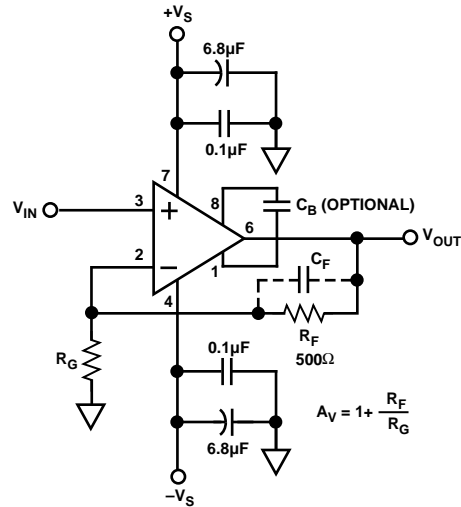 +VS
6.8µF
0.1µF
7
8
CB (OPTIONAL)
VIN
3
+
6
VOUT
2
–
1
CF
4
RF
500Ω
RG
0.1µF
AV = 1+ RF
RG
6.8µF
–VS